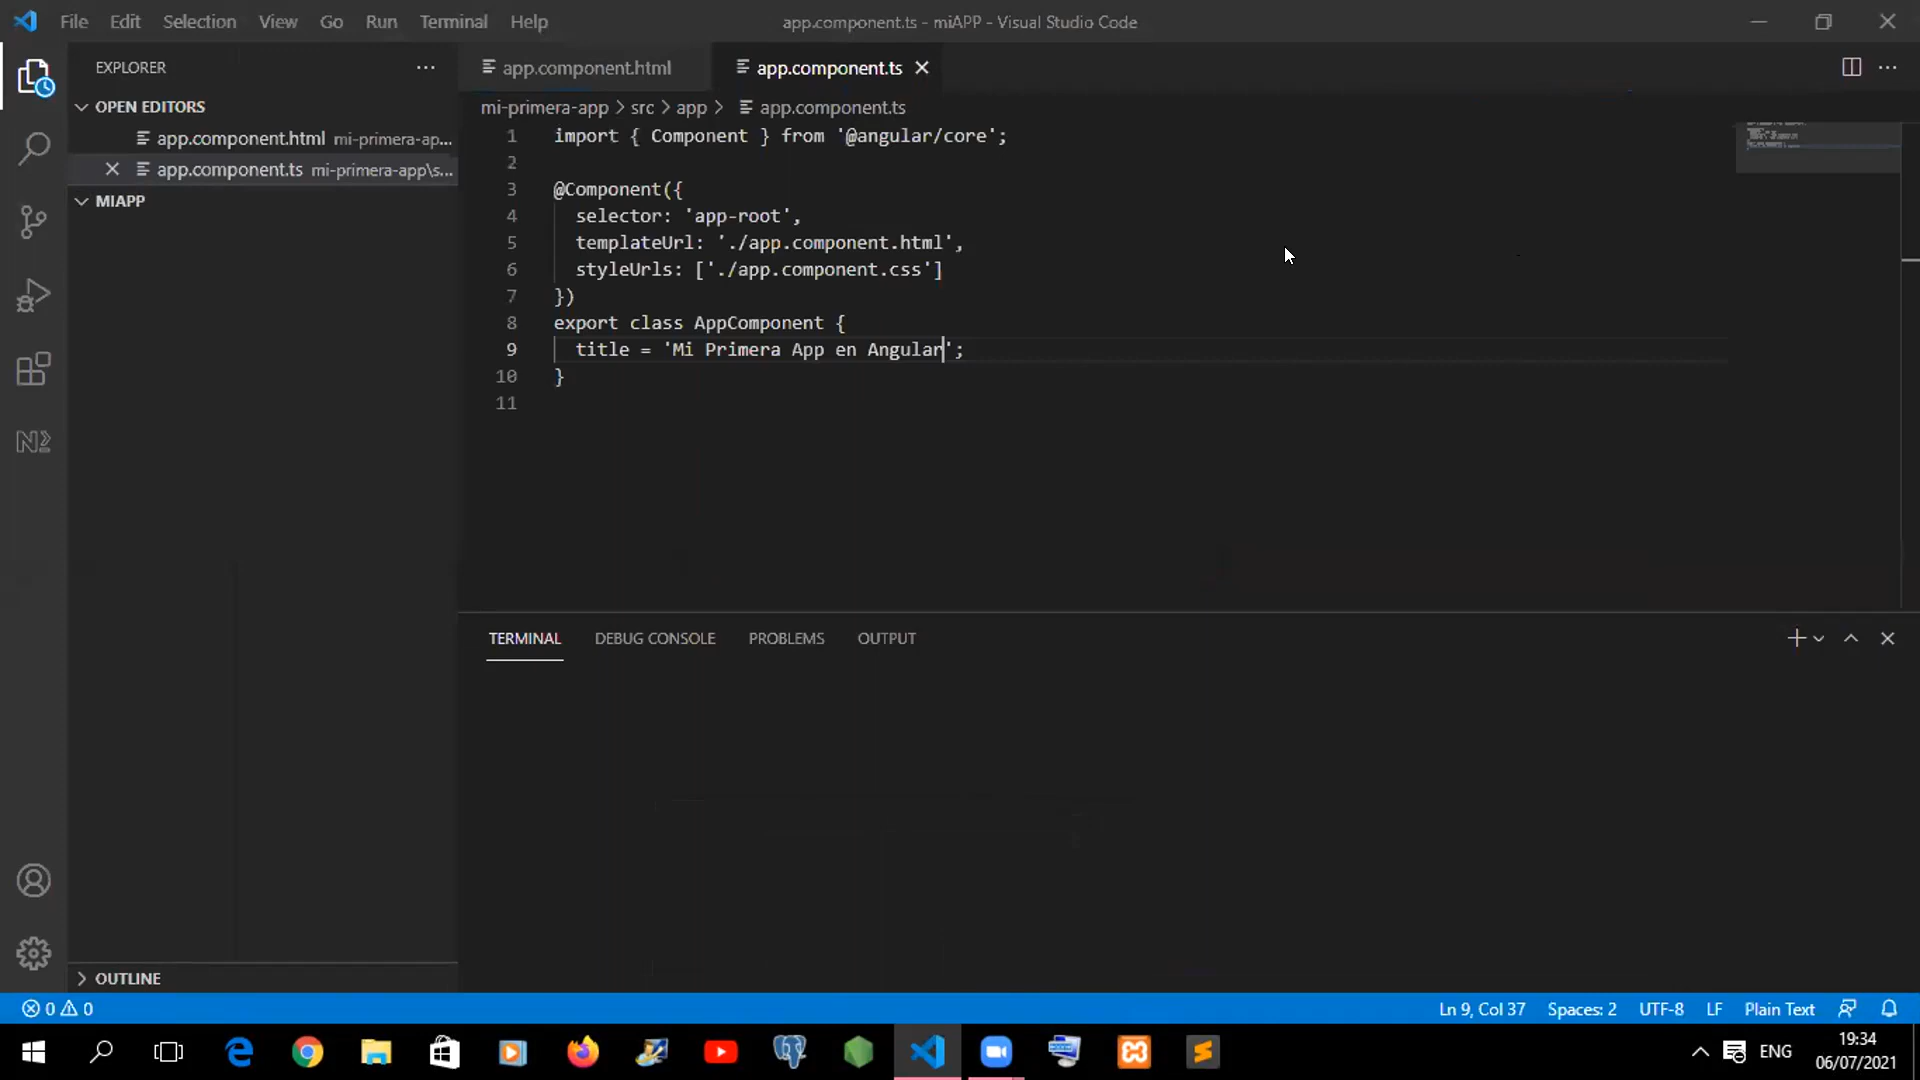 File Edit Selection View Go Run Terminal Help
app.component.ts - miAPP - Visual Studio Code
EXPLORER
OPEN EDITORS
app.component.html mi-primera-ap...
app.component.ts mi-primera-app\s...
MIAPP
OUTLINE
app.component.html
app.component.ts
mi-primera-app > src > app > app.component.ts
1 import { Component } from '@angular/core';
2
3 @Component({
4 selector: 'app-root',
5 templateUrl: './app.component.html',
6 styleUrls: ['./app.component.css']
7 })
8 export class AppComponent {
9 title = 'Mi Primera App en Angular';
10 }
11
TERMINAL DEBUG CONSOLE PROBLEMS OUTPUT
0 0
Ln 9, Col 37 Spaces: 2 UTF-8 LF Plain Text
ENG
19:34
06/07/2021